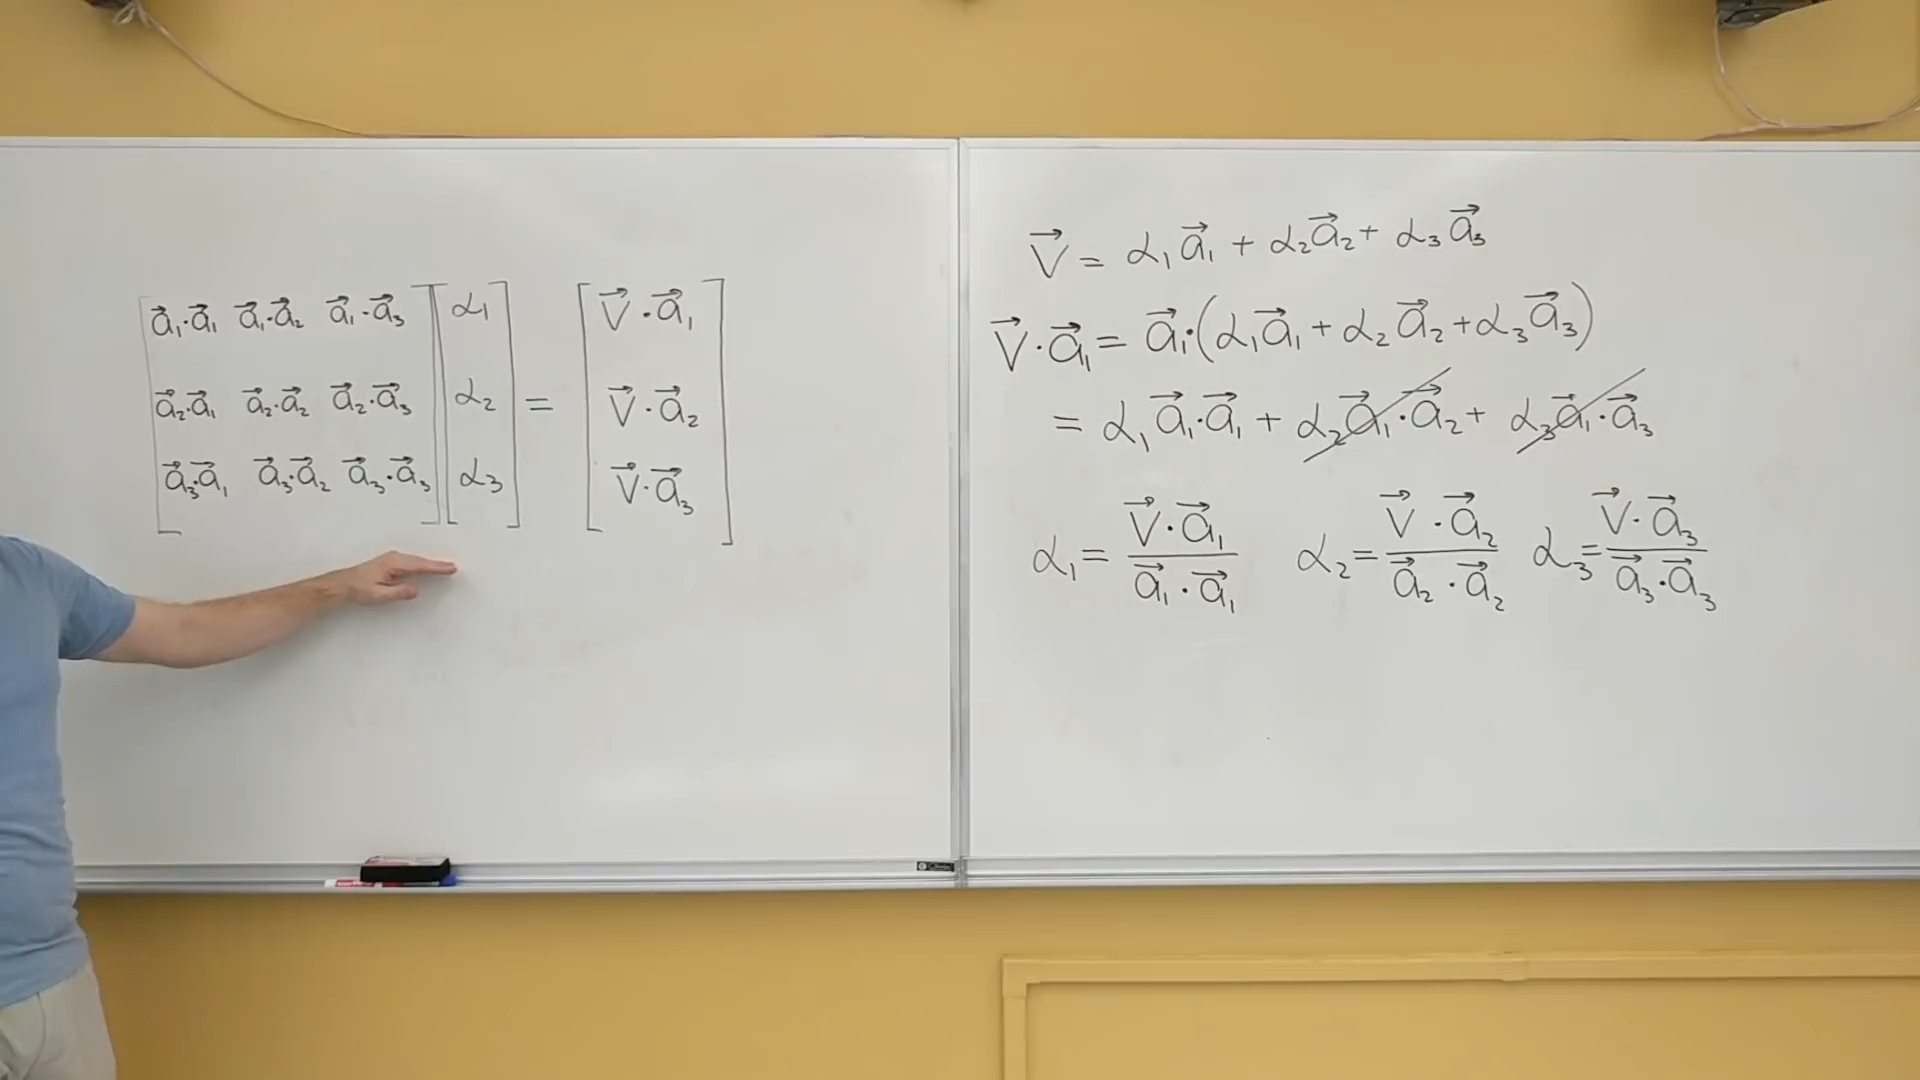 a⃗₁·a⃗₁ a⃗₁·a⃗₂ a⃗₁·a⃗₃ α₁ V⃗·a⃗₁
a⃗₂·a⃗₁ a⃗₂·a⃗₂ a⃗₂·a⃗₃ α₂ = V⃗·a⃗₂
a⃗₃·a⃗₁ a⃗₃·a⃗₂ a⃗₃·a⃗₃ α₃ V⃗·a⃗₃
V⃗ = α₁a⃗₁ + α₂a⃗₂ + α₃a⃗₃
V⃗·a⃗₁ = a⃗₁·(α₁a⃗₁ + α₂a⃗₂ + α₃a⃗₃)
= α₁a⃗₁·a⃗₁ + α₂a⃗₁·a⃗₂ + α₃a⃗₁·a⃗₃
α₁ = V⃗·a⃗₁ / a⃗₁·a⃗₁ α₂ = V⃗·a⃗₂ / a⃗₂·a⃗₂ α₃ = V⃗·a⃗₃ / a⃗₃·a⃗₃